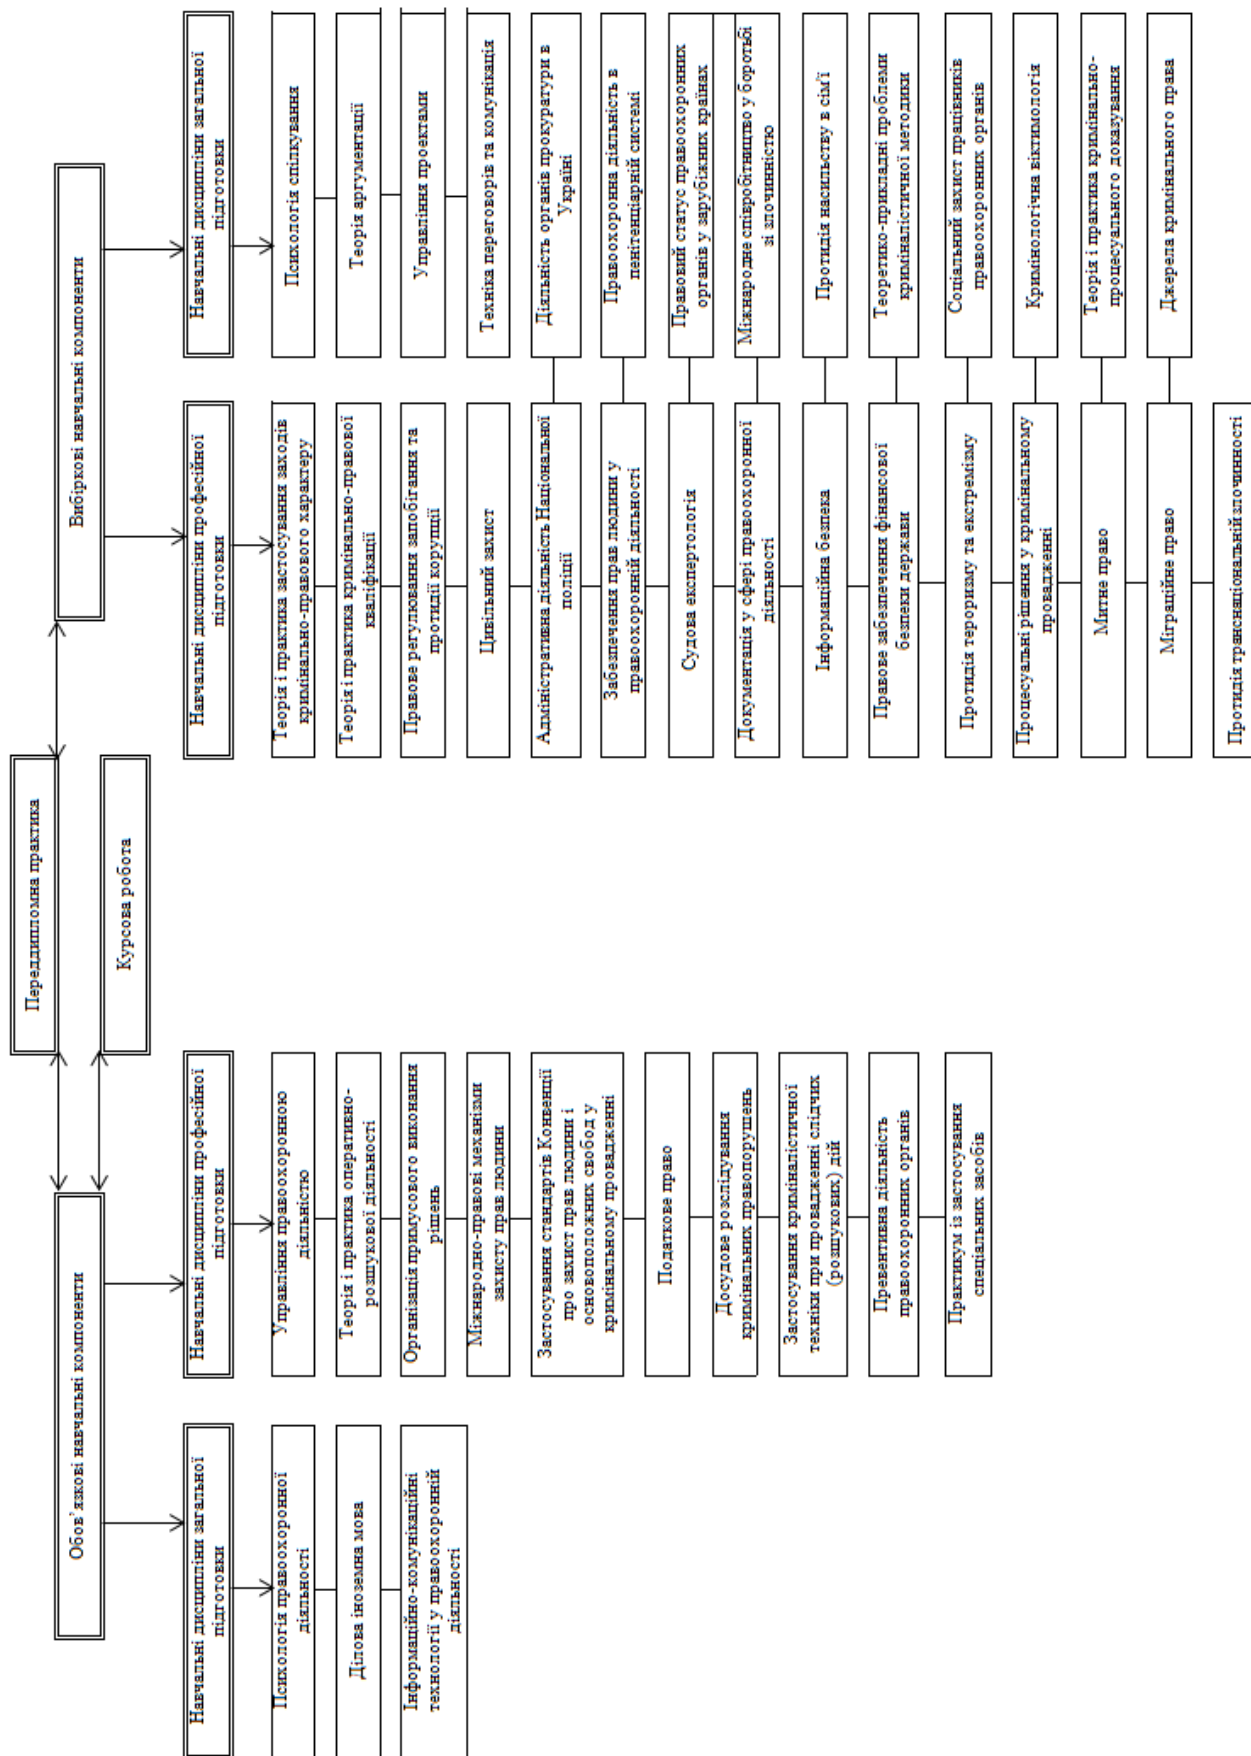 Переддипломна практика
Курсова робота
Обов’язкові навчальні компоненти
Вибіркові навчальні компоненти
Навчальні дисципліни загальної
підготовки
Навчальні дисципліни професійної
підготовки
Навчальні дисципліни професійної
підготовки
Навчальні дисципліни загальної
підготовки
Психологія правоохоронної
діяльності
Ділова іноземна мова
Інформаційно-комунікаційні
технології у правоохоронній
діяльності
Управління правоохоронною
діяльністю
Теорія і практика оперативно-
розшукової діяльності
Організація примусового виконання
рішень
Міжнародно-правові механізми
захисту прав людини
Застосування стандартів Конвенції
про захист прав людини і
основоположних свобод у
кримінальному провадженні
Податкове право
Досудове розслідування
кримінальних правопорушень
Застосування криміналістичної
техніки при провадженні слідчих
(розшукових) дій
Превентивна діяльність
правоохоронних органів
Практикум із застосування
спеціальних засобів
Теорія і практика застосування заходів
кримінально-правового характеру
Теорія і практика кримінально-правової
кваліфікації
Правове регулювання запобігання та
протидії корупції
Цивільний захист
Адміністративна діяльність Національної
поліції
Забезпечення прав людини у
правоохоронній діяльності
Судова експертологія
Документація у сфері правоохоронної
діяльності
Інформаційна безпека
Правове забезпечення фінансової
безпеки держави
Протидія тероризму та екстремізму
Процесуальні рішення у кримінальному
провадженні
Митне право
Міграційне право
Протидія транснаціональній злочинності
Психологія спілкування
Теорія аргументації
Управління проектами
Техніка переговорів та комунікація
Діяльність органів прокуратури в
Україні
Правоохоронна діяльність в
пенітенціарній системі
Правовий статус правоохоронних
органів у зарубіжних країнах
Міжнародне співробітництво у боротьбі
зі злочинністю
Протидія насильству в сім'ї
Теоретико-прикладні проблеми
криміналістичної методики
Соціальний захист працівників
правоохоронних органів
Кримінологічна віктимологія
Теорія і практика кримінально-
процесуального доказування
Джерела кримінального права